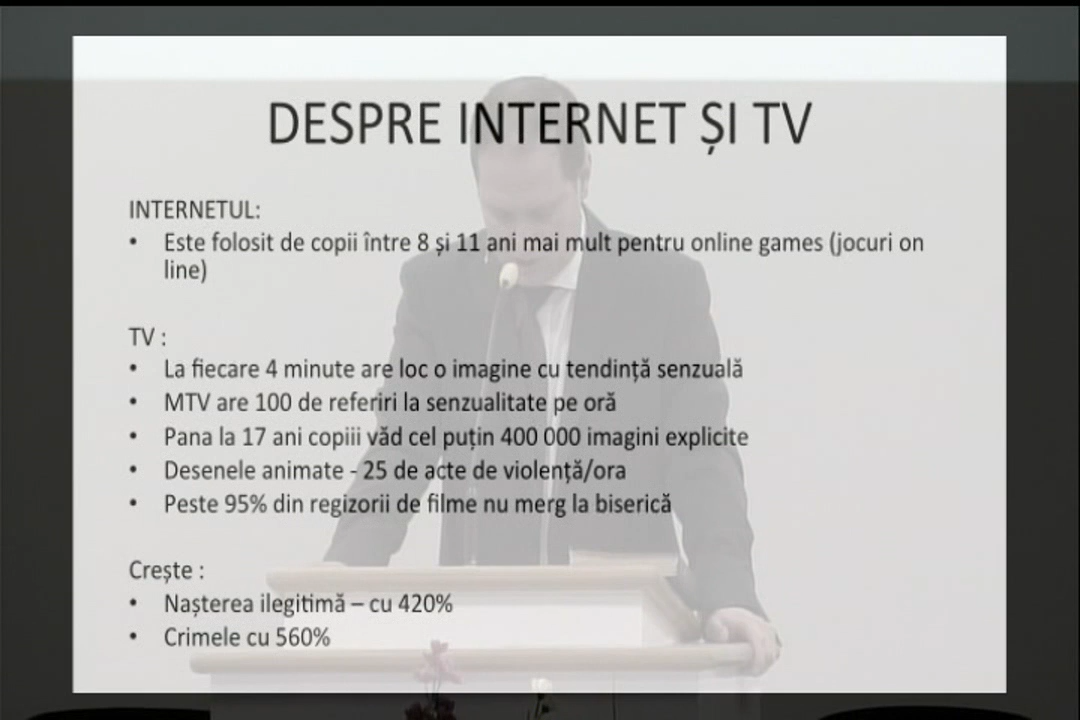 DESPRE INTERNET ȘI TV
INTERNETUL:
• Este folosit de copii între 8 și 11 ani mai mult pentru online games (jocuri on
line)
TV :
• La fiecare 4 minute are loc o imagine cu tendință senzuală
• MTV are 100 de referiri la senzualitate pe oră
• Pana la 17 ani copiii văd cel puțin 400 000 imagini explicite
• Desenele animate - 25 de acte de violență/ora
• Peste 95% din regizorii de filme nu merg la biserică
Crește :
• Nașterea ilegitimă – cu 420%
• Crimele cu 560%